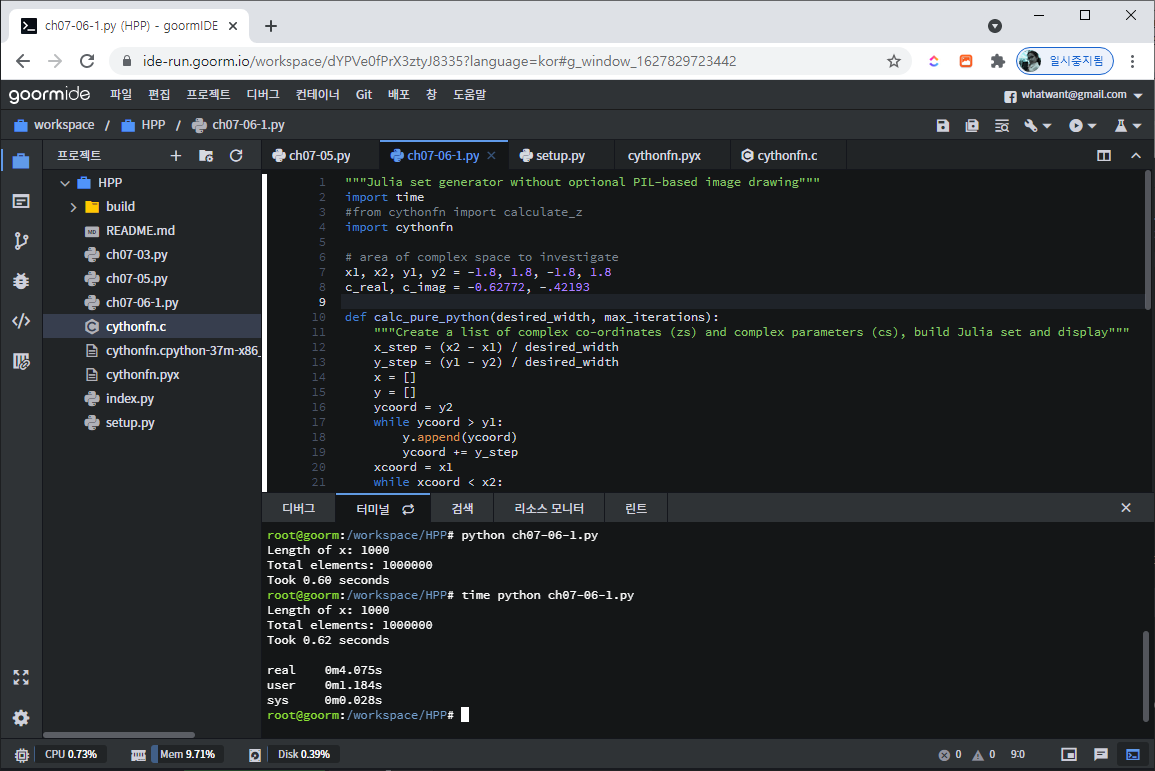 ch07-06-1.py (HPP) - goormIDE
ide-run.goorm.io/workspace/dYPVe0fPrX3ztyJ8335?language=kor#g_window_1627829723442
일시중지됨
goormide 파일 편집 프로젝트 디버그 컨테이너 Git 배포 창 도움말 whatwant@gmail.com
workspace / HPP / ch07-06-1.py
프로젝트
ch07-05.py ch07-06-1.py setup.py cythonfn.pyx cythonfn.c
HPP
build
README.md
ch07-03.py
ch07-05.py
ch07-06-1.py
cythonfn.c
cythonfn.cpython-37m-x86_
cythonfn.pyx
index.py
setup.py
1 """Julia set generator without optional PIL-based image drawing"""
2 import time
3 #from cythonfn import calculate_z
4 import cythonfn
5
6 # area of complex space to investigate
7 x1, x2, y1, y2 = -1.8, 1.8, -1.8, 1.8
8 c_real, c_imag = -0.62772, -.42193
9
10 def calc_pure_python(desired_width, max_iterations):
11 """Create a list of complex co-ordinates (zs) and complex parameters (cs), build Julia set and display"""
12 x_step = (x2 - x1) / desired_width
13 y_step = (y1 - y2) / desired_width
14 x = []
15 y = []
16 ycoord = y2
17 while ycoord > y1:
18 y.append(ycoord)
19 ycoord += y_step
20 xcoord = x1
21 while xcoord < x2:
디버그 터미널 검색 리소스 모니터 린트
root@goorm:/workspace/HPP# python ch07-06-1.py
Length of x: 1000
Total elements: 1000000
Took 0.60 seconds
root@goorm:/workspace/HPP# time python ch07-06-1.py
Length of x: 1000
Total elements: 1000000
Took 0.62 seconds
real 0m4.075s
user 0m1.184s
sys 0m0.028s
root@goorm:/workspace/HPP#
CPU 0.73% Mem 9.71% Disk 0.39% 0 0 9:0